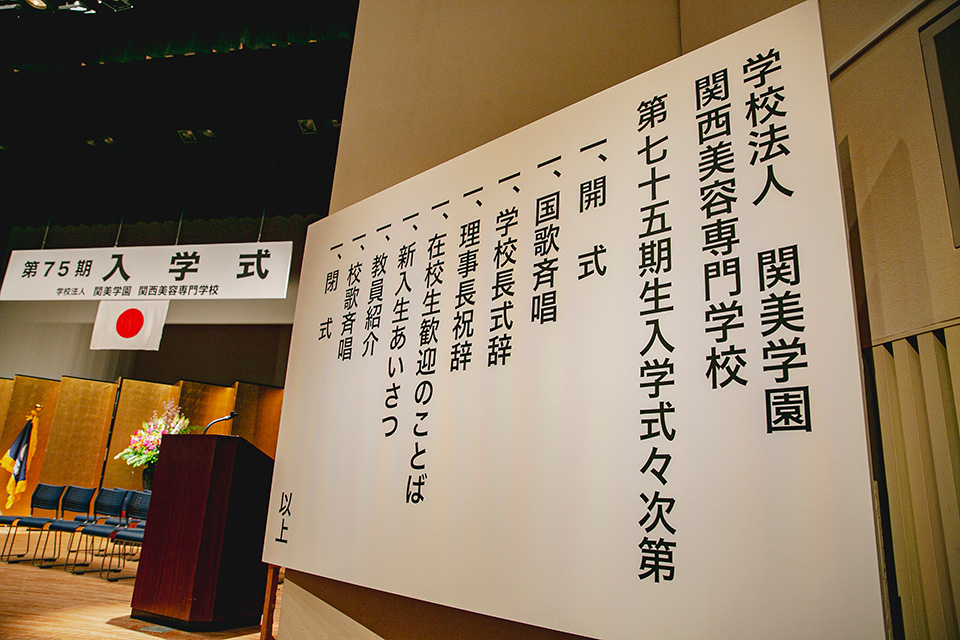 学校法人　関美学園
関西美容専門学校
第七十五期生入学式々次第
一、開　式
一、国歌斉唱
一、学校長式辞
一、理事長祝辞
一、在校生歓迎のことば
一、新入生あいさつ
一、教員紹介
一、校歌斉唱
一、閉　式
以上
第75期 入 学 式
学校法人　関美学園　関西美容専門学校